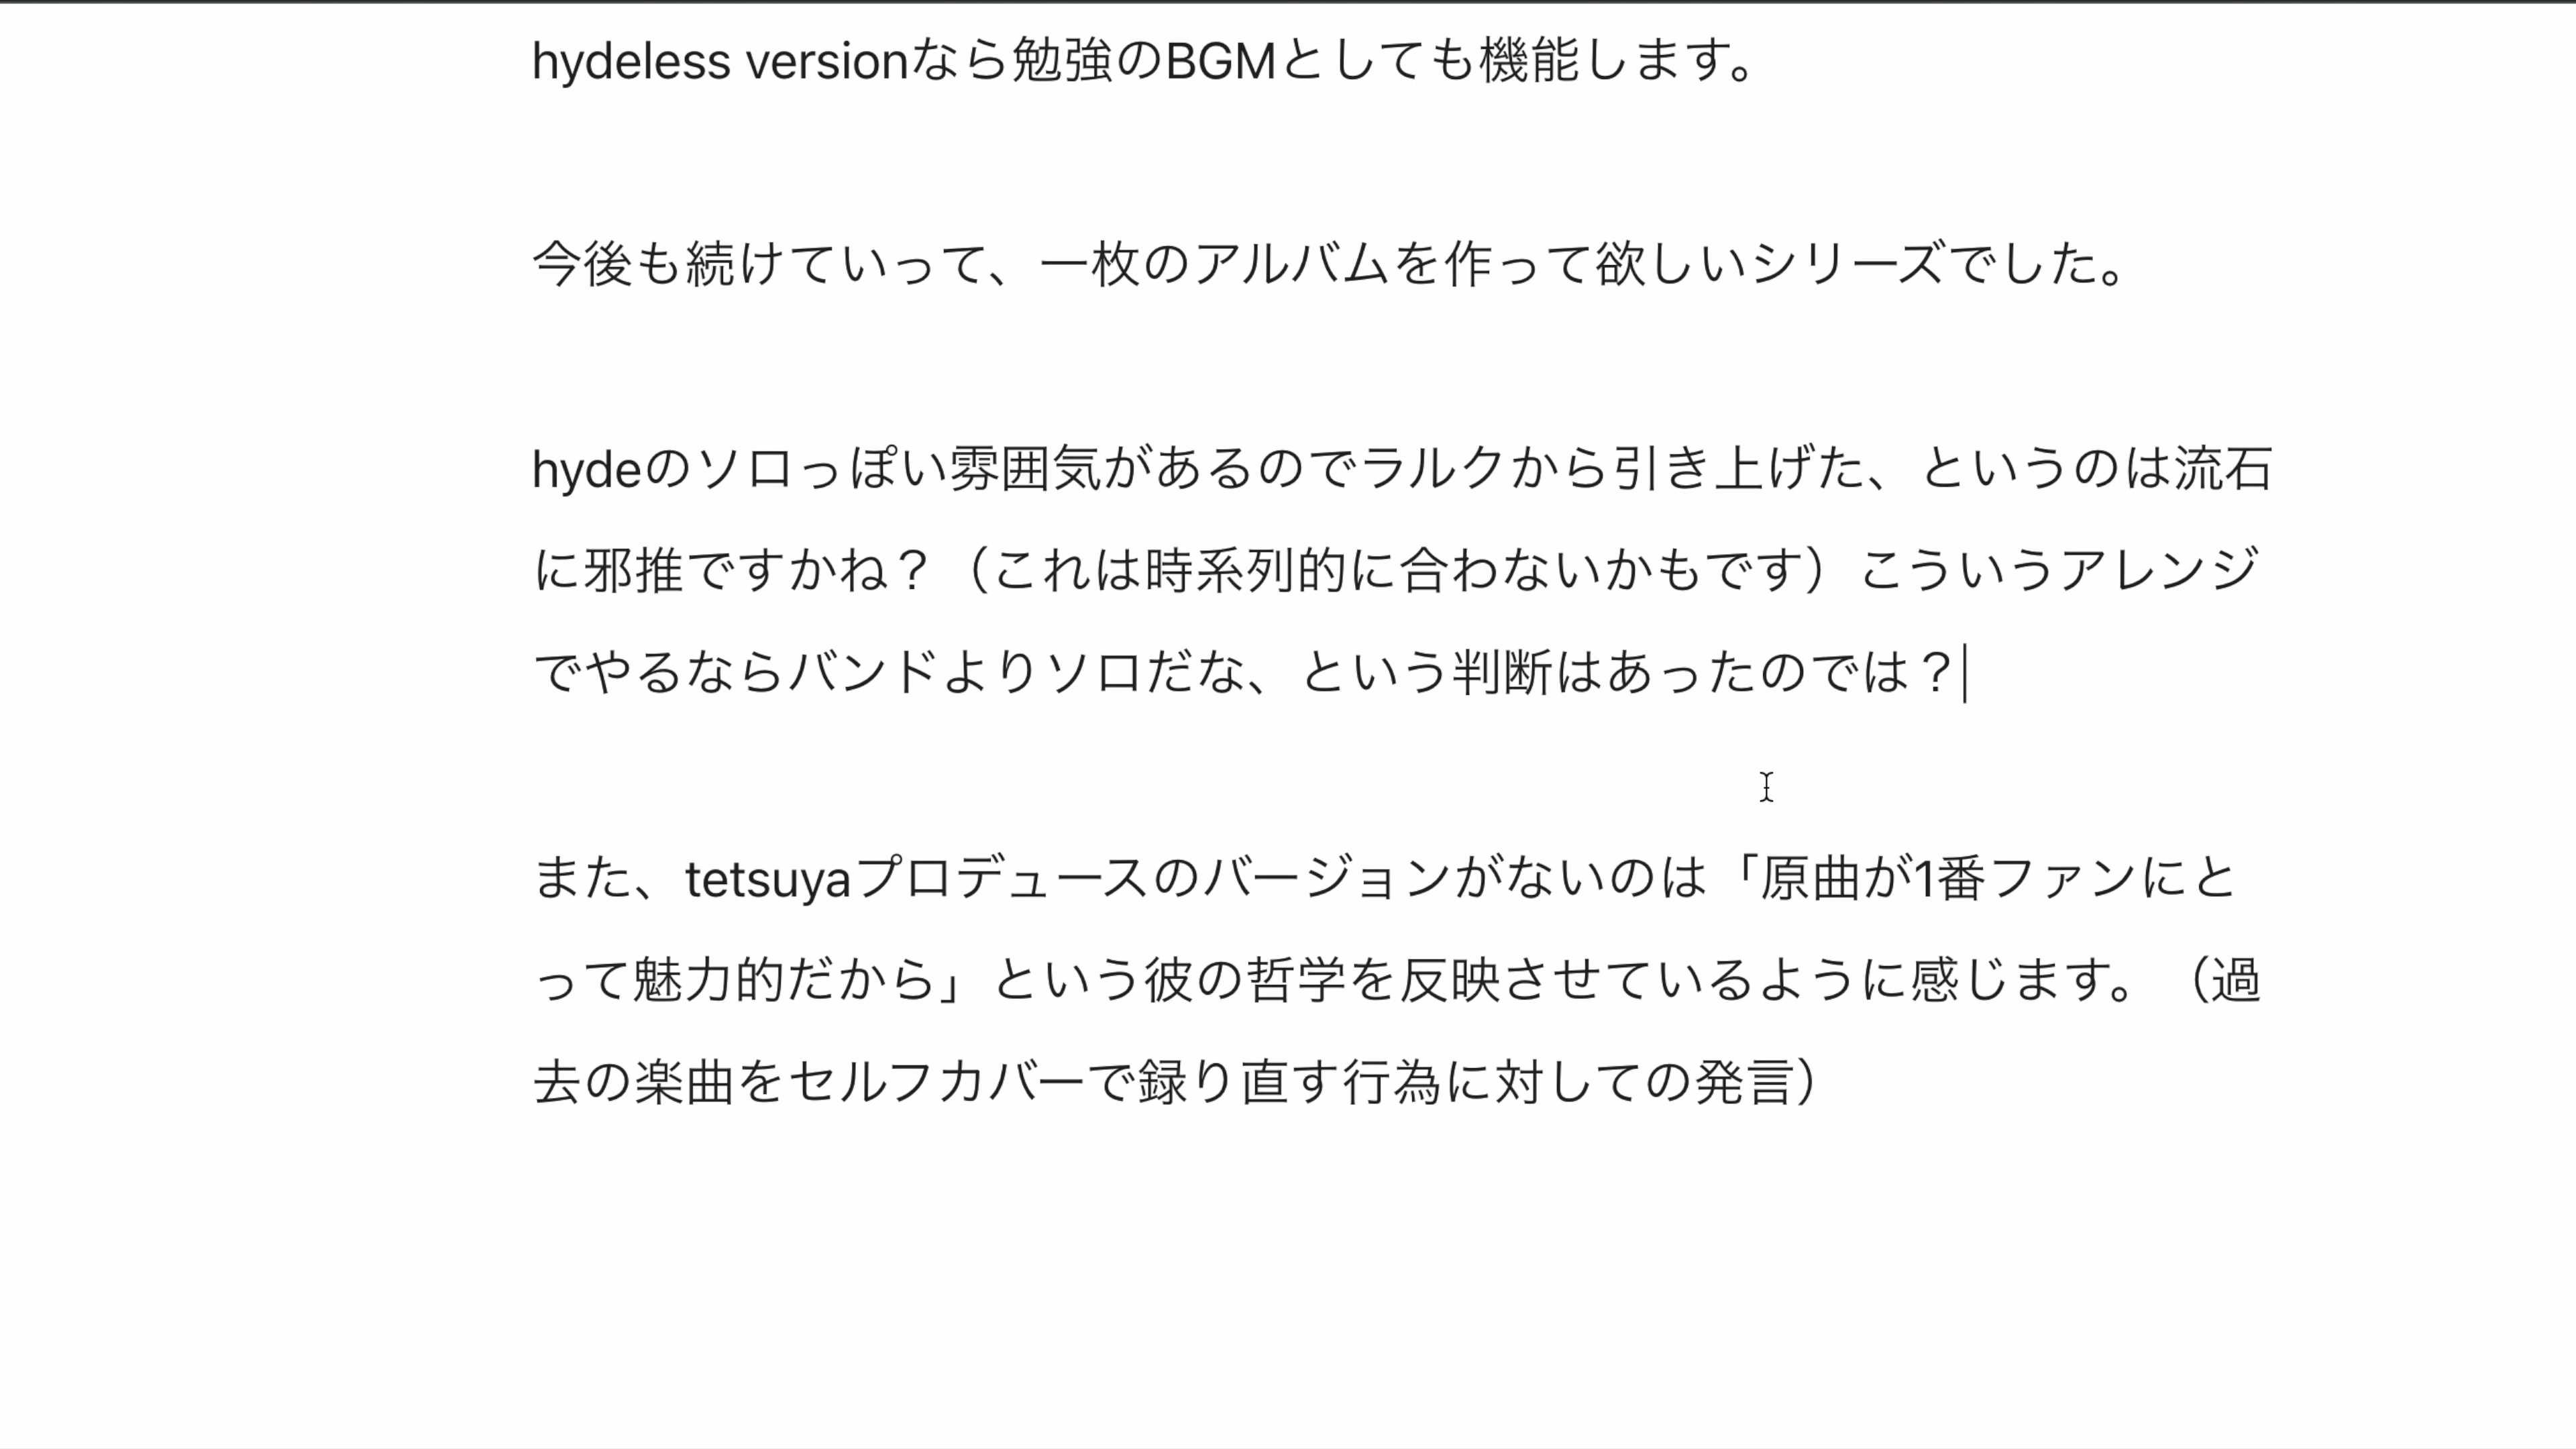 hydeless versionなら勉強のBGMとしても機能します。
今後も続けていって、一枚のアルバムを作って欲しいシリーズでした。
hydeのソロっぽい雰囲気があるのでラルクから引き上げた、というのは流石
に邪推ですかね？（これは時系列的に合わないかもです）こういうアレンジ
でやるならバンドよりソロだな、という判断はあったのでは？
また、tetsuyaプロデュースのバージョンがないのは「原曲が1番ファンにと
って魅力的だから」という彼の哲学を反映させているように感じます。（過
去の楽曲をセルフカバーで録り直す行為に対しての発言）